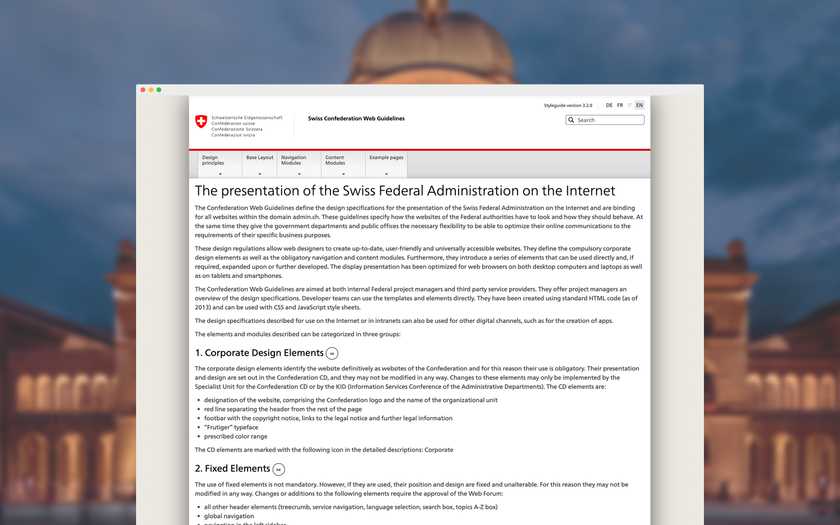 Styleguide version 3.2.0 DE FR IT EN
Schweizerische Eidgenossenschaft
Confédération suisse
Confederazione Svizzera
Confederaziun svizra
Swiss Confederation Web Guidelines
Search
Design principles
Base Layout
Navigation Modules
Content Modules
Example pages
The presentation of the Swiss Federal Administration on the Internet
The Confederation Web Guidelines define the design specifications for the presentation of the Swiss Federal Administration on the Internet and are binding
for all websites within the domain admin.ch. These guidelines specify how the websites of the Federal authorities have to look and how they should behave. At
the same time they give the government departments and public offices the necessary flexibility to be able to optimize their online communications to the
requirements of their specific business purposes.
These design regulations allow web designers to create up-to-date, user-friendly and universally accessible websites. They define the compulsory corporate
design elements as well as the obligatory navigation and content modules. Furthermore, they introduce a series of elements that can be used directly and, if
required, expanded upon or further developed. The display presentation has been optimized for web browsers on both desktop computers and laptops as well
as on tablets and smartphones.
The Confederation Web Guidelines are aimed at both internal Federal project managers and third party service providers. They offer project managers an
overview of the design specifications. Developer teams can use the templates and elements directly. They have been created using standard HTML code (as of
2013) and can be used with CSS and JavaScript style sheets.
The design specifications described for use on the Internet or in intranets can also be used for other digital channels, such as for the creation of apps.
The elements and modules described can be categorized in three groups:
1. Corporate Design Elements
The corporate design elements identify the website definitively as websites of the Confederation and for this reason their use is obligatory. Their presentation
and design are set out in the Confederation CD, and they may not be modified in any way. Changes to these elements may only be implemented by the
Specialist Unit for the Confederation CD or by the KID (Information Services Conference of the Administrative Departments). The CD elements are:
• designation of the website, comprising the Confederation logo and the name of the organizational unit
• red line separating the header from the rest of the page
• footbar with the copyright notice, links to the legal notice and further legal information
• "Frutiger" typeface
• prescribed color range
The CD elements are marked with the following icon in the detailed descriptions: Corporate
2. Fixed Elements
The use of fixed elements is not mandatory. However, if they are used, their position and design are fixed and unalterable. For this reason they may not be
modified in any way. Changes or additions to the following elements require the approval of the Web Forum:
• all other header elements (treecrumb, service navigation, language selection, search box, topics A-Z box)
• global navigation